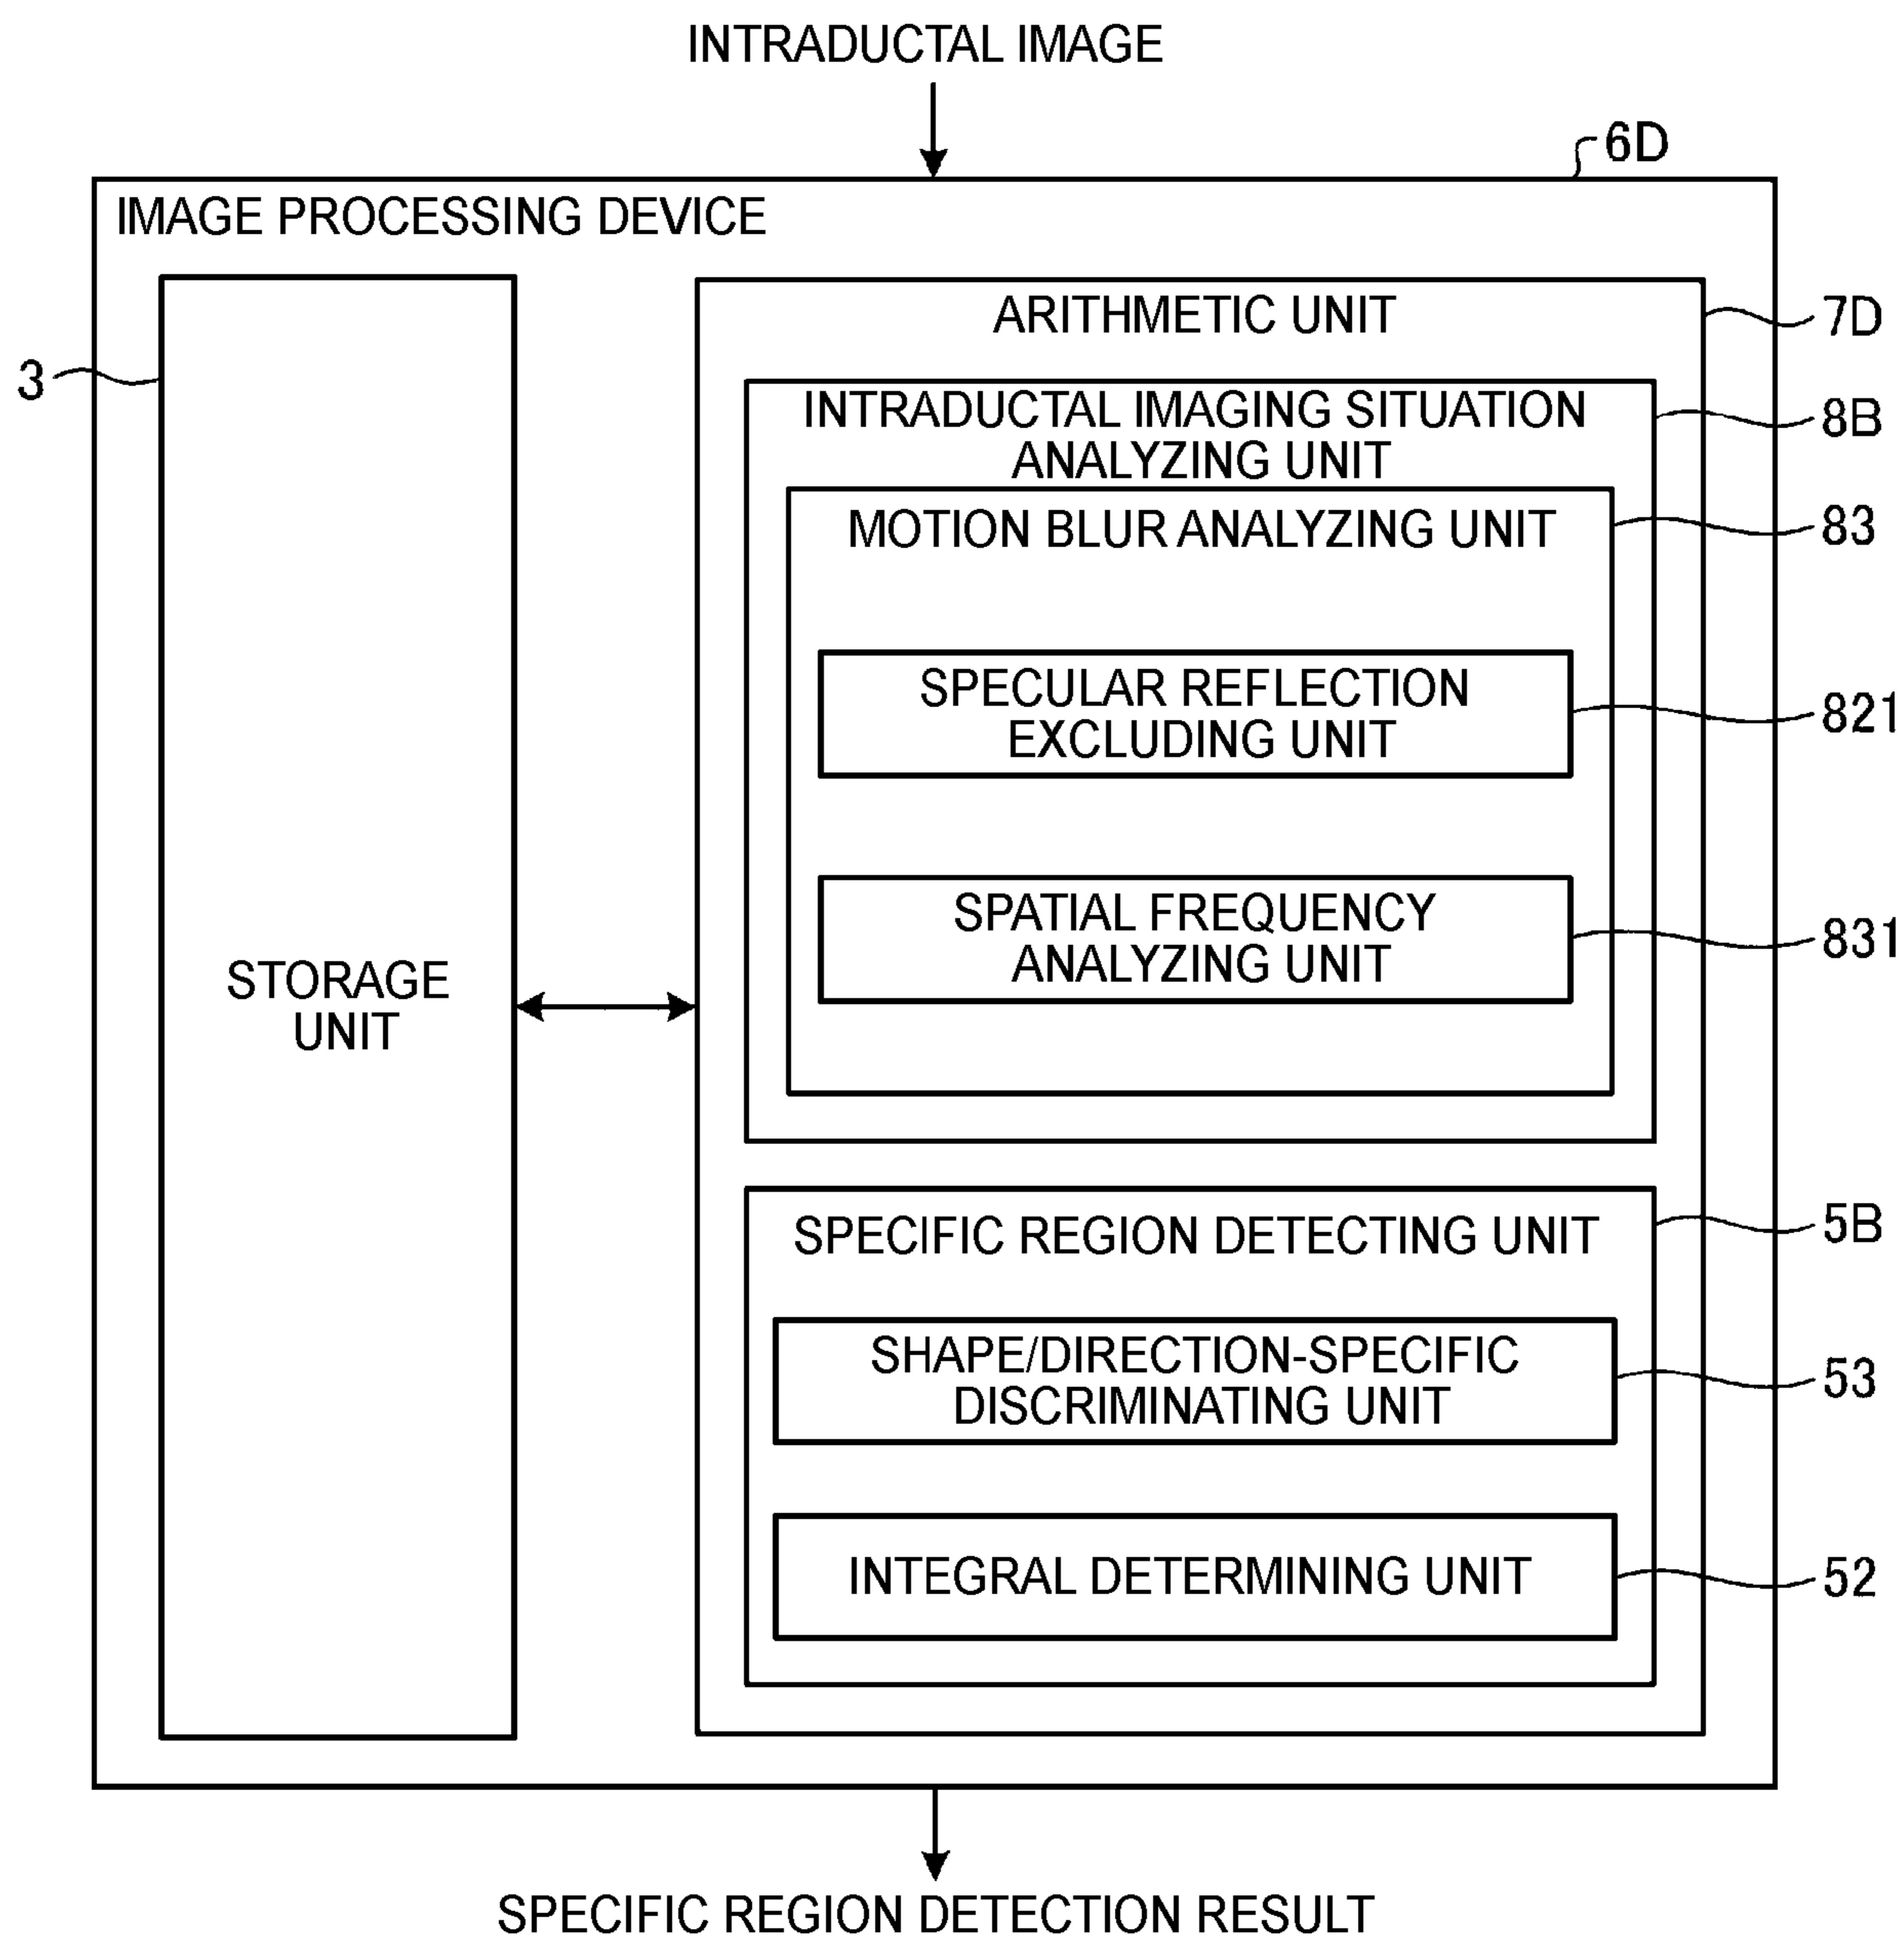 INTRADUCTAL IMAGE
6D
IMAGE PROCESSING DEVICE
3
STORAGE
UNIT
ARITHMETIC UNIT
7D
INTRADUCTAL IMAGING SITUATION
ANALYZING UNIT
8B
MOTION BLUR ANALYZING UNIT
83
SPECULAR REFLECTION
EXCLUDING UNIT
821
SPATIAL FREQUENCY
ANALYZING UNIT
831
SPECIFIC REGION DETECTING UNIT
5B
SHAPE/DIRECTION-SPECIFIC
DISCRIMINATING UNIT
53
INTEGRAL DETERMINING UNIT
52
SPECIFIC REGION DETECTION RESULT